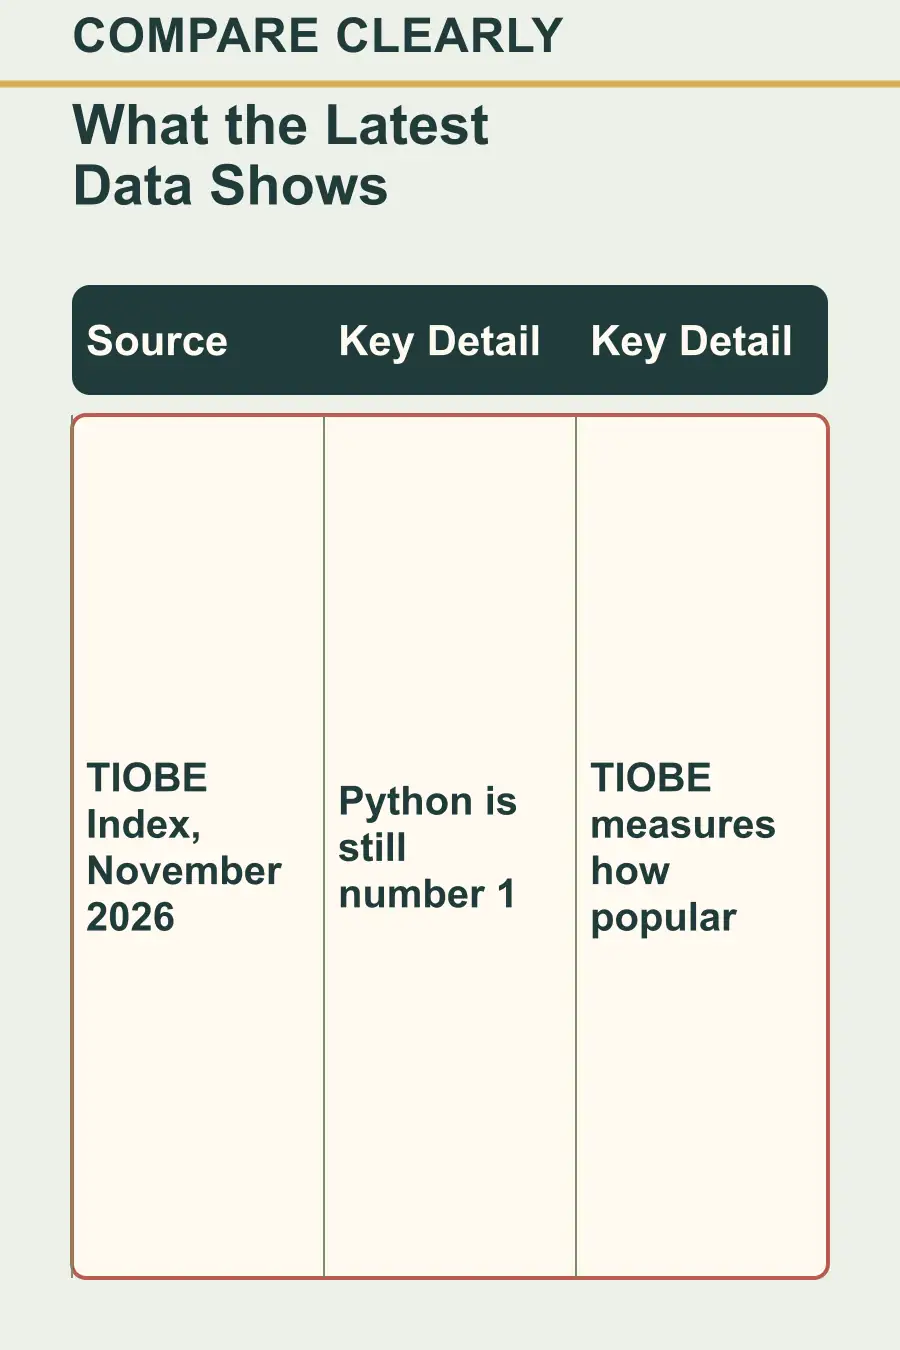 COMPARE CLEARLY
What the Latest
Data Shows
Source
Key Detail
Key Detail
TIOBE
Index,
November
2026
Python is
still
number 1
TIOBE
measures
how
popular